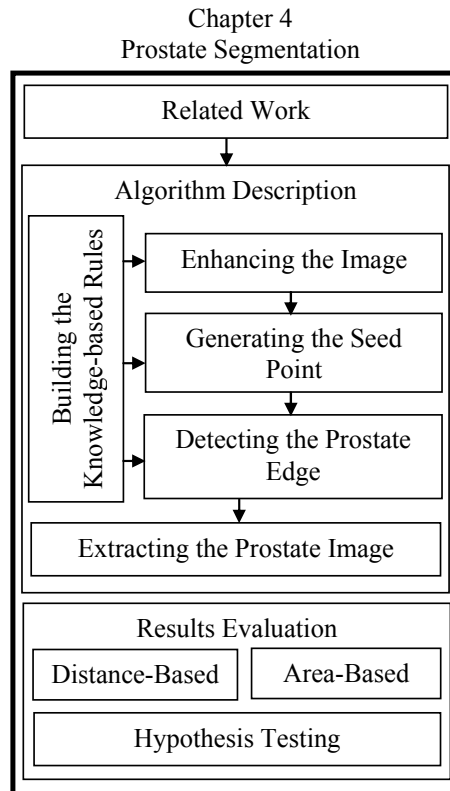 Chapter 4
Prostate Segmentation
Related Work
Algorithm Description
Building the
Knowledge-based Rules
Enhancing the Image
Generating the Seed
Point
Detecting the Prostate
Edge
Extracting the Prostate Image
Results Evaluation
Distance-Based
Area-Based
Hypothesis Testing